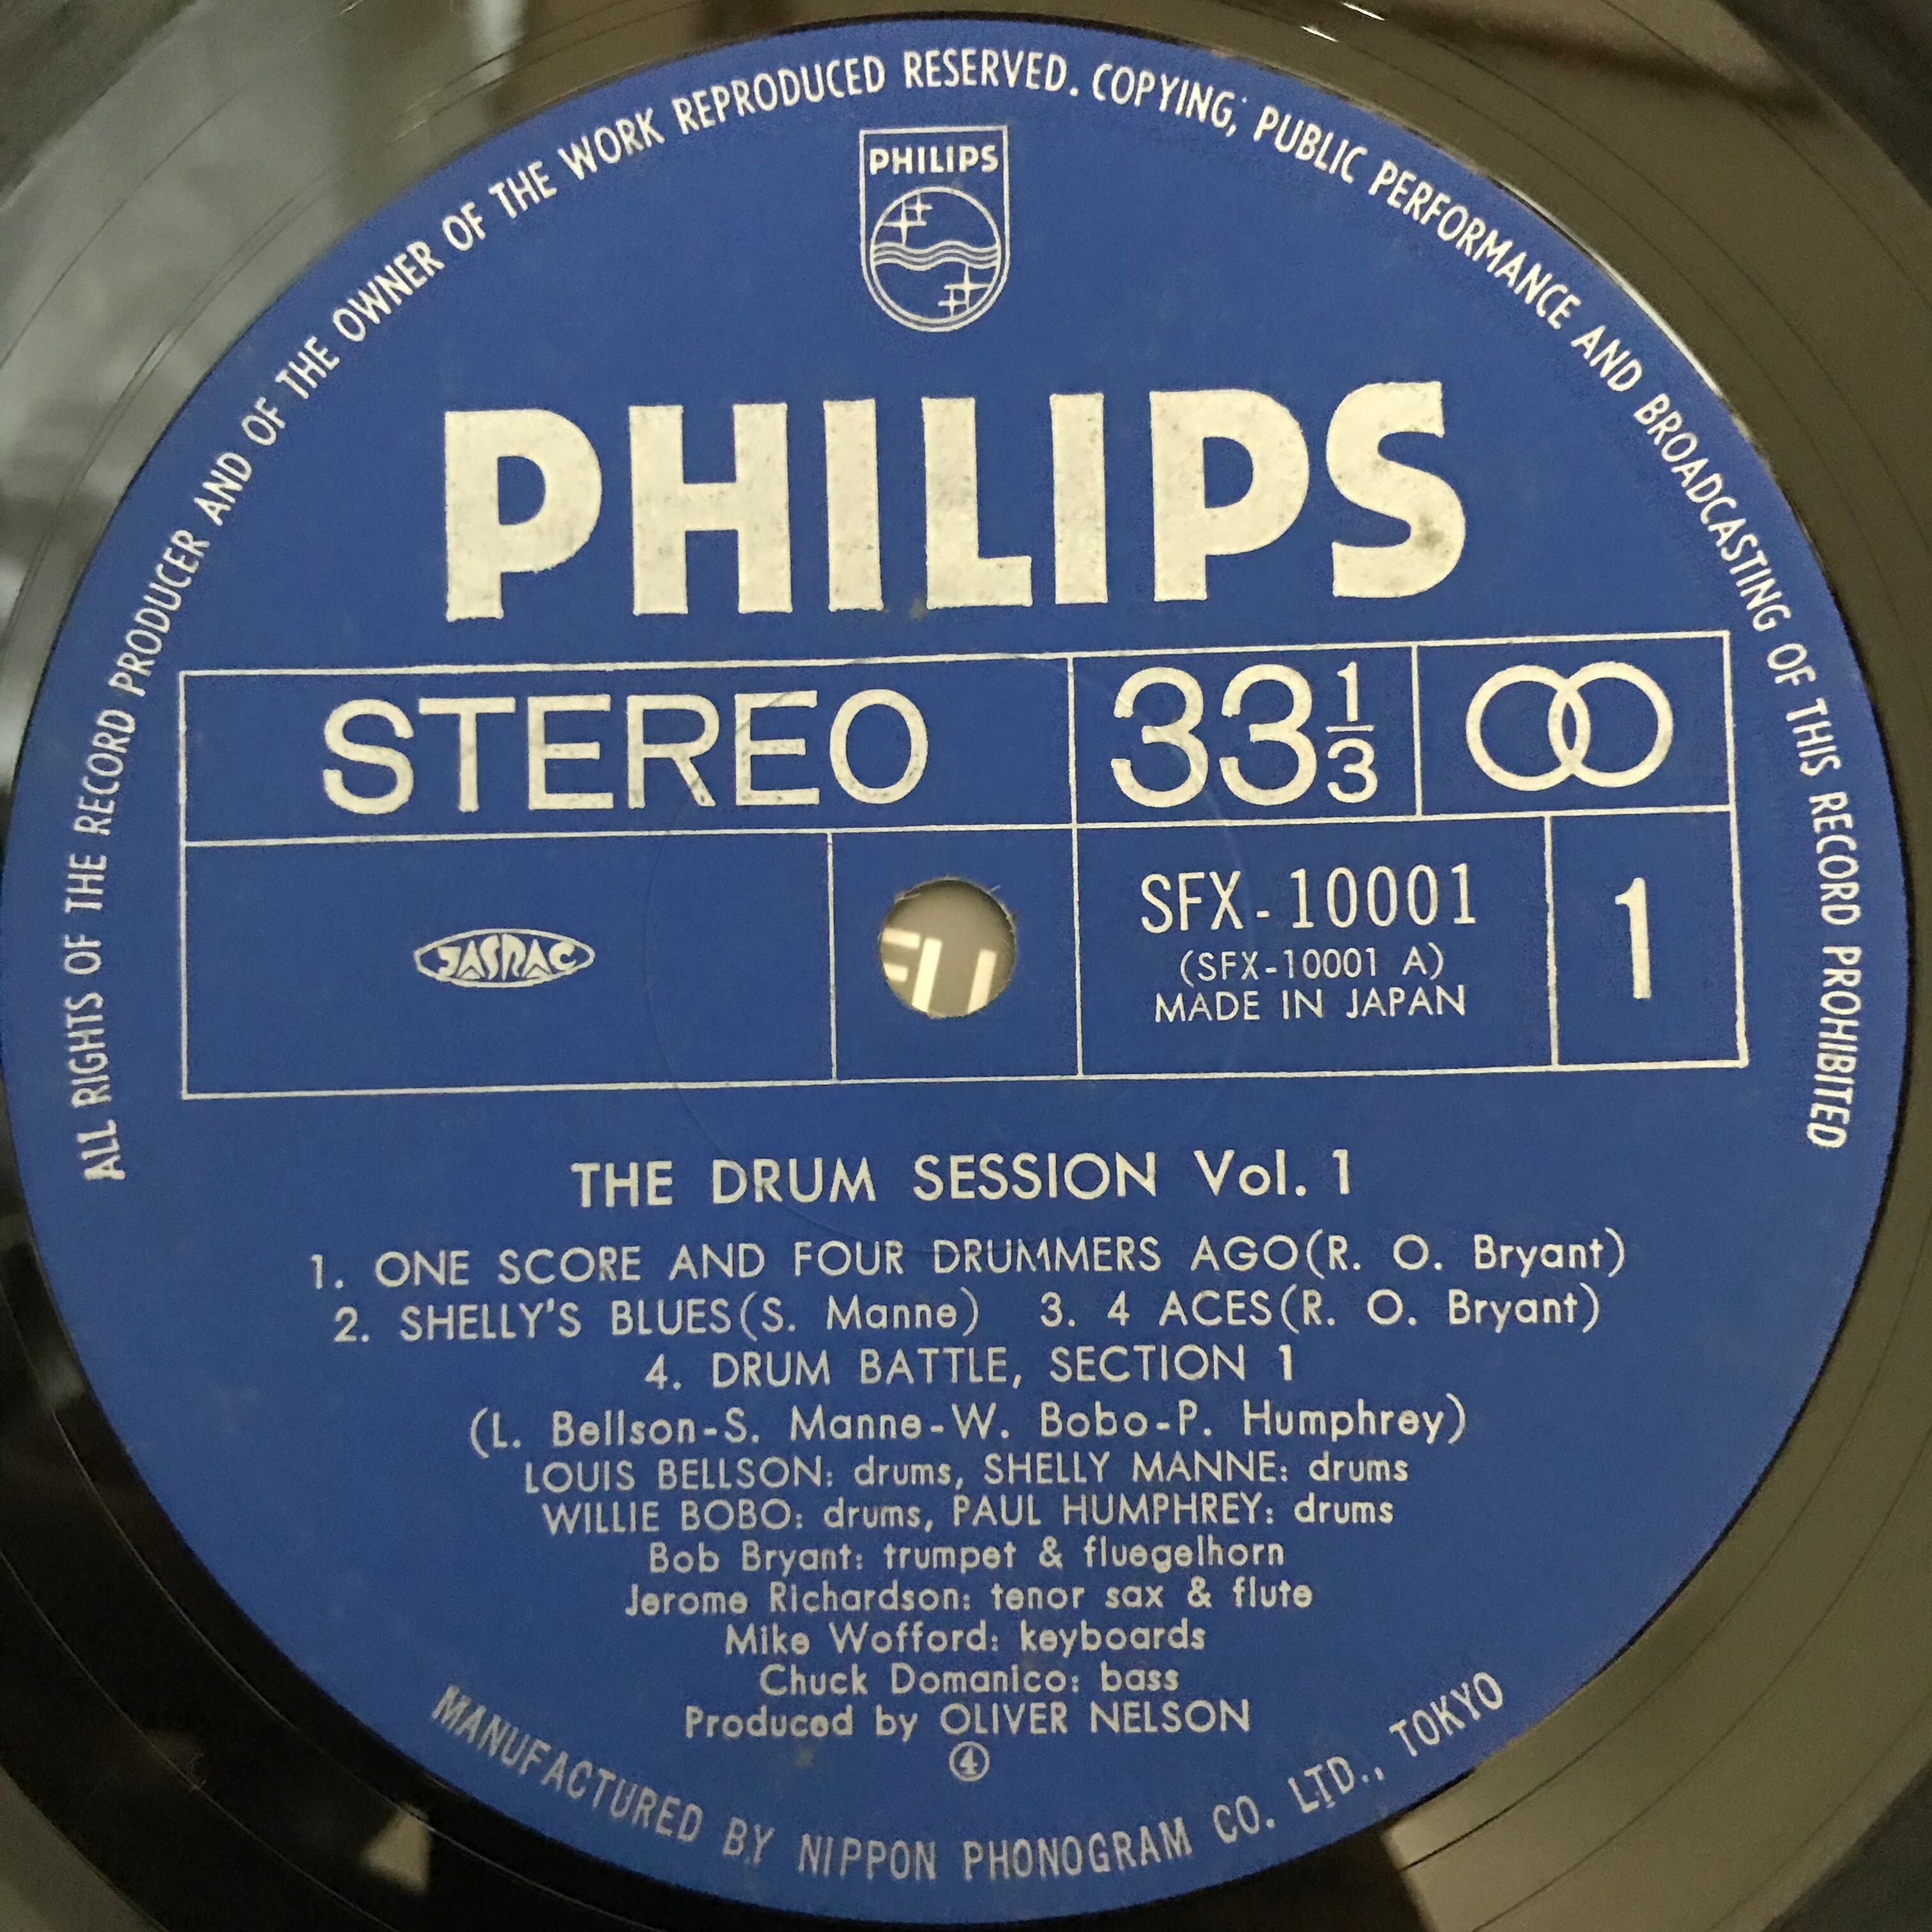 ALL RIGHTS OF THE RECORD PRODUCER AND OF THE OWNER OF THE WORK REPRODUCED RESERVED. COPYING, PUBLIC PERFORMANCE AND BROADCASTING OF THIS RECORD PROHIBITED
PHILIPS
PHILIPS
STEREO 33 1/3
JASRAC
SFX-10001 1
(SFX-10001 A)
MADE IN JAPAN
THE DRUM SESSION Vol. 1
1. ONE SCORE AND FOUR DRUMMERS AGO(R. O. Bryant)
2. SHELLY'S BLUES(S. Manne) 3. 4 ACES(R. O. Bryant)
4. DRUM BATTLE, SECTION 1
(L. Bellson-S. Manne-W. Bobo-P. Humphrey)
LOUIS BELLSON: drums, SHELLY MANNE: drums
WILLIE BOBO: drums, PAUL HUMPHREY: drums
Bob Bryant: trumpet & fluegelhorn
Jerome Richardson: tenor sax & flute
Mike Wofford: keyboards
Chuck Domanico: bass
Produced by OLIVER NELSON
④
MANUFACTURED BY NIPPON PHONOGRAM CO. LTD., TOKYO